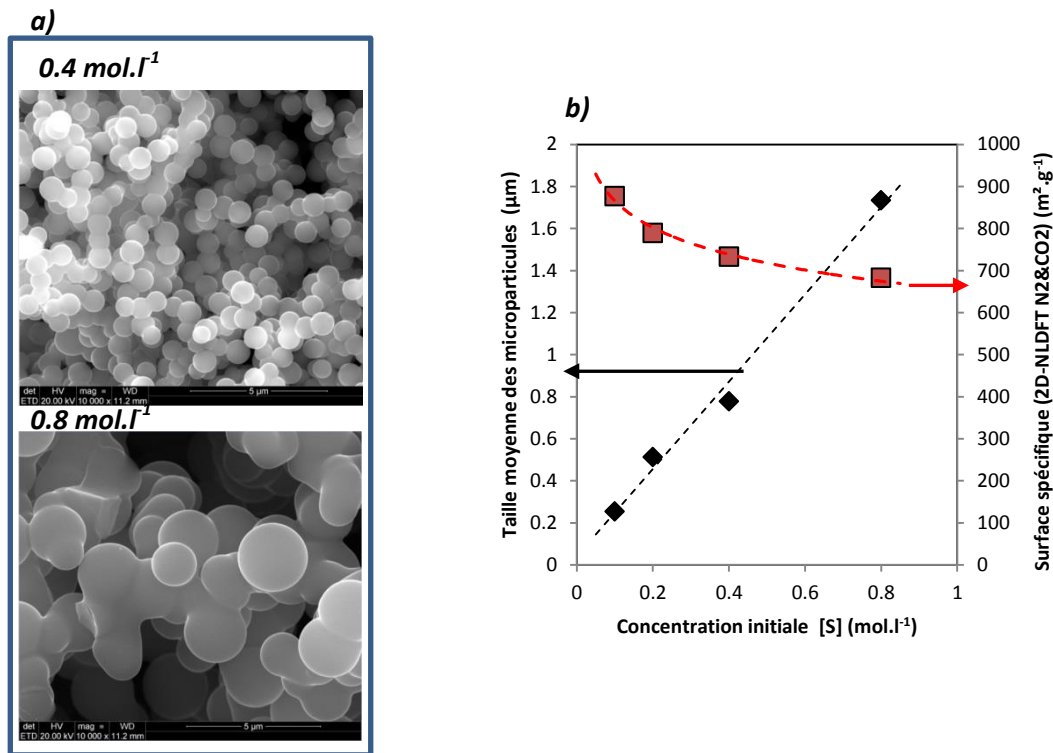 a)
0.4 mol.l-1
det HV mag ¤ WD 5 µm
ETD 20.00 kV 10 000 x 11.2 mm
0.8 mol.l-1
det HV mag ¤ WD 5 µm
ETD 20.00 kV 10 000 x 11.2 mm
b)
Taille moyenne des microparticules (µm)
2
1.8
1.6
1.4
1.2
1
0.8
0.6
0.4
0.2
0
1000
900
800
700
600
500
400
300
200
100
0
Surface spécifique (2D-NLDFT N2&CO2) (m².g-1)
0 0.2 0.4 0.6 0.8 1
Concentration initiale [S] (mol.l-1)